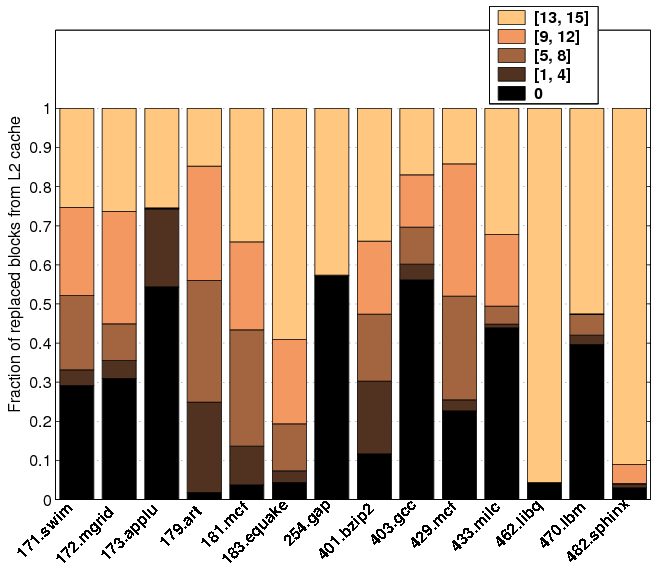 [13, 15]
[9, 12]
[5, 8]
[1, 4]
0
Fraction of replaced blocks from L2 cache
1
0.9
0.8
0.7
0.6
0.5
0.4
0.3
0.2
0.1
0
171.swim
172.mgrid
173.applu
179.art
181.mcf
183.equake
254.gap
401.bzip2
403.gcc
429.mcf
433.milc
462.libq
470.lbm
482.sphinx